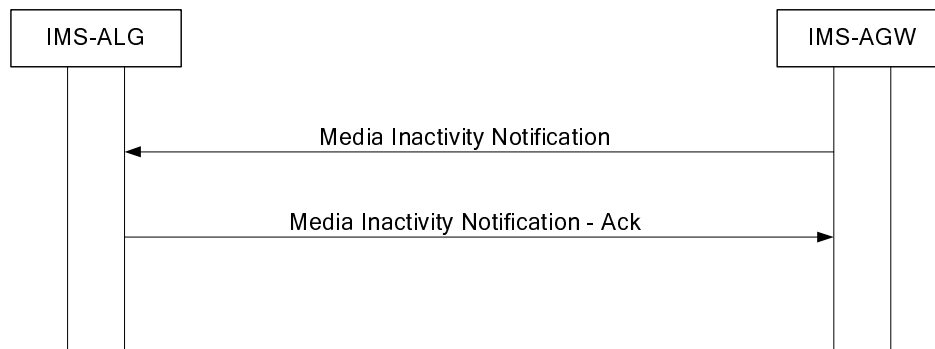 IMS-ALG
IMS-AGW
Media Inactivity Notification
Media Inactivity Notification - Ack